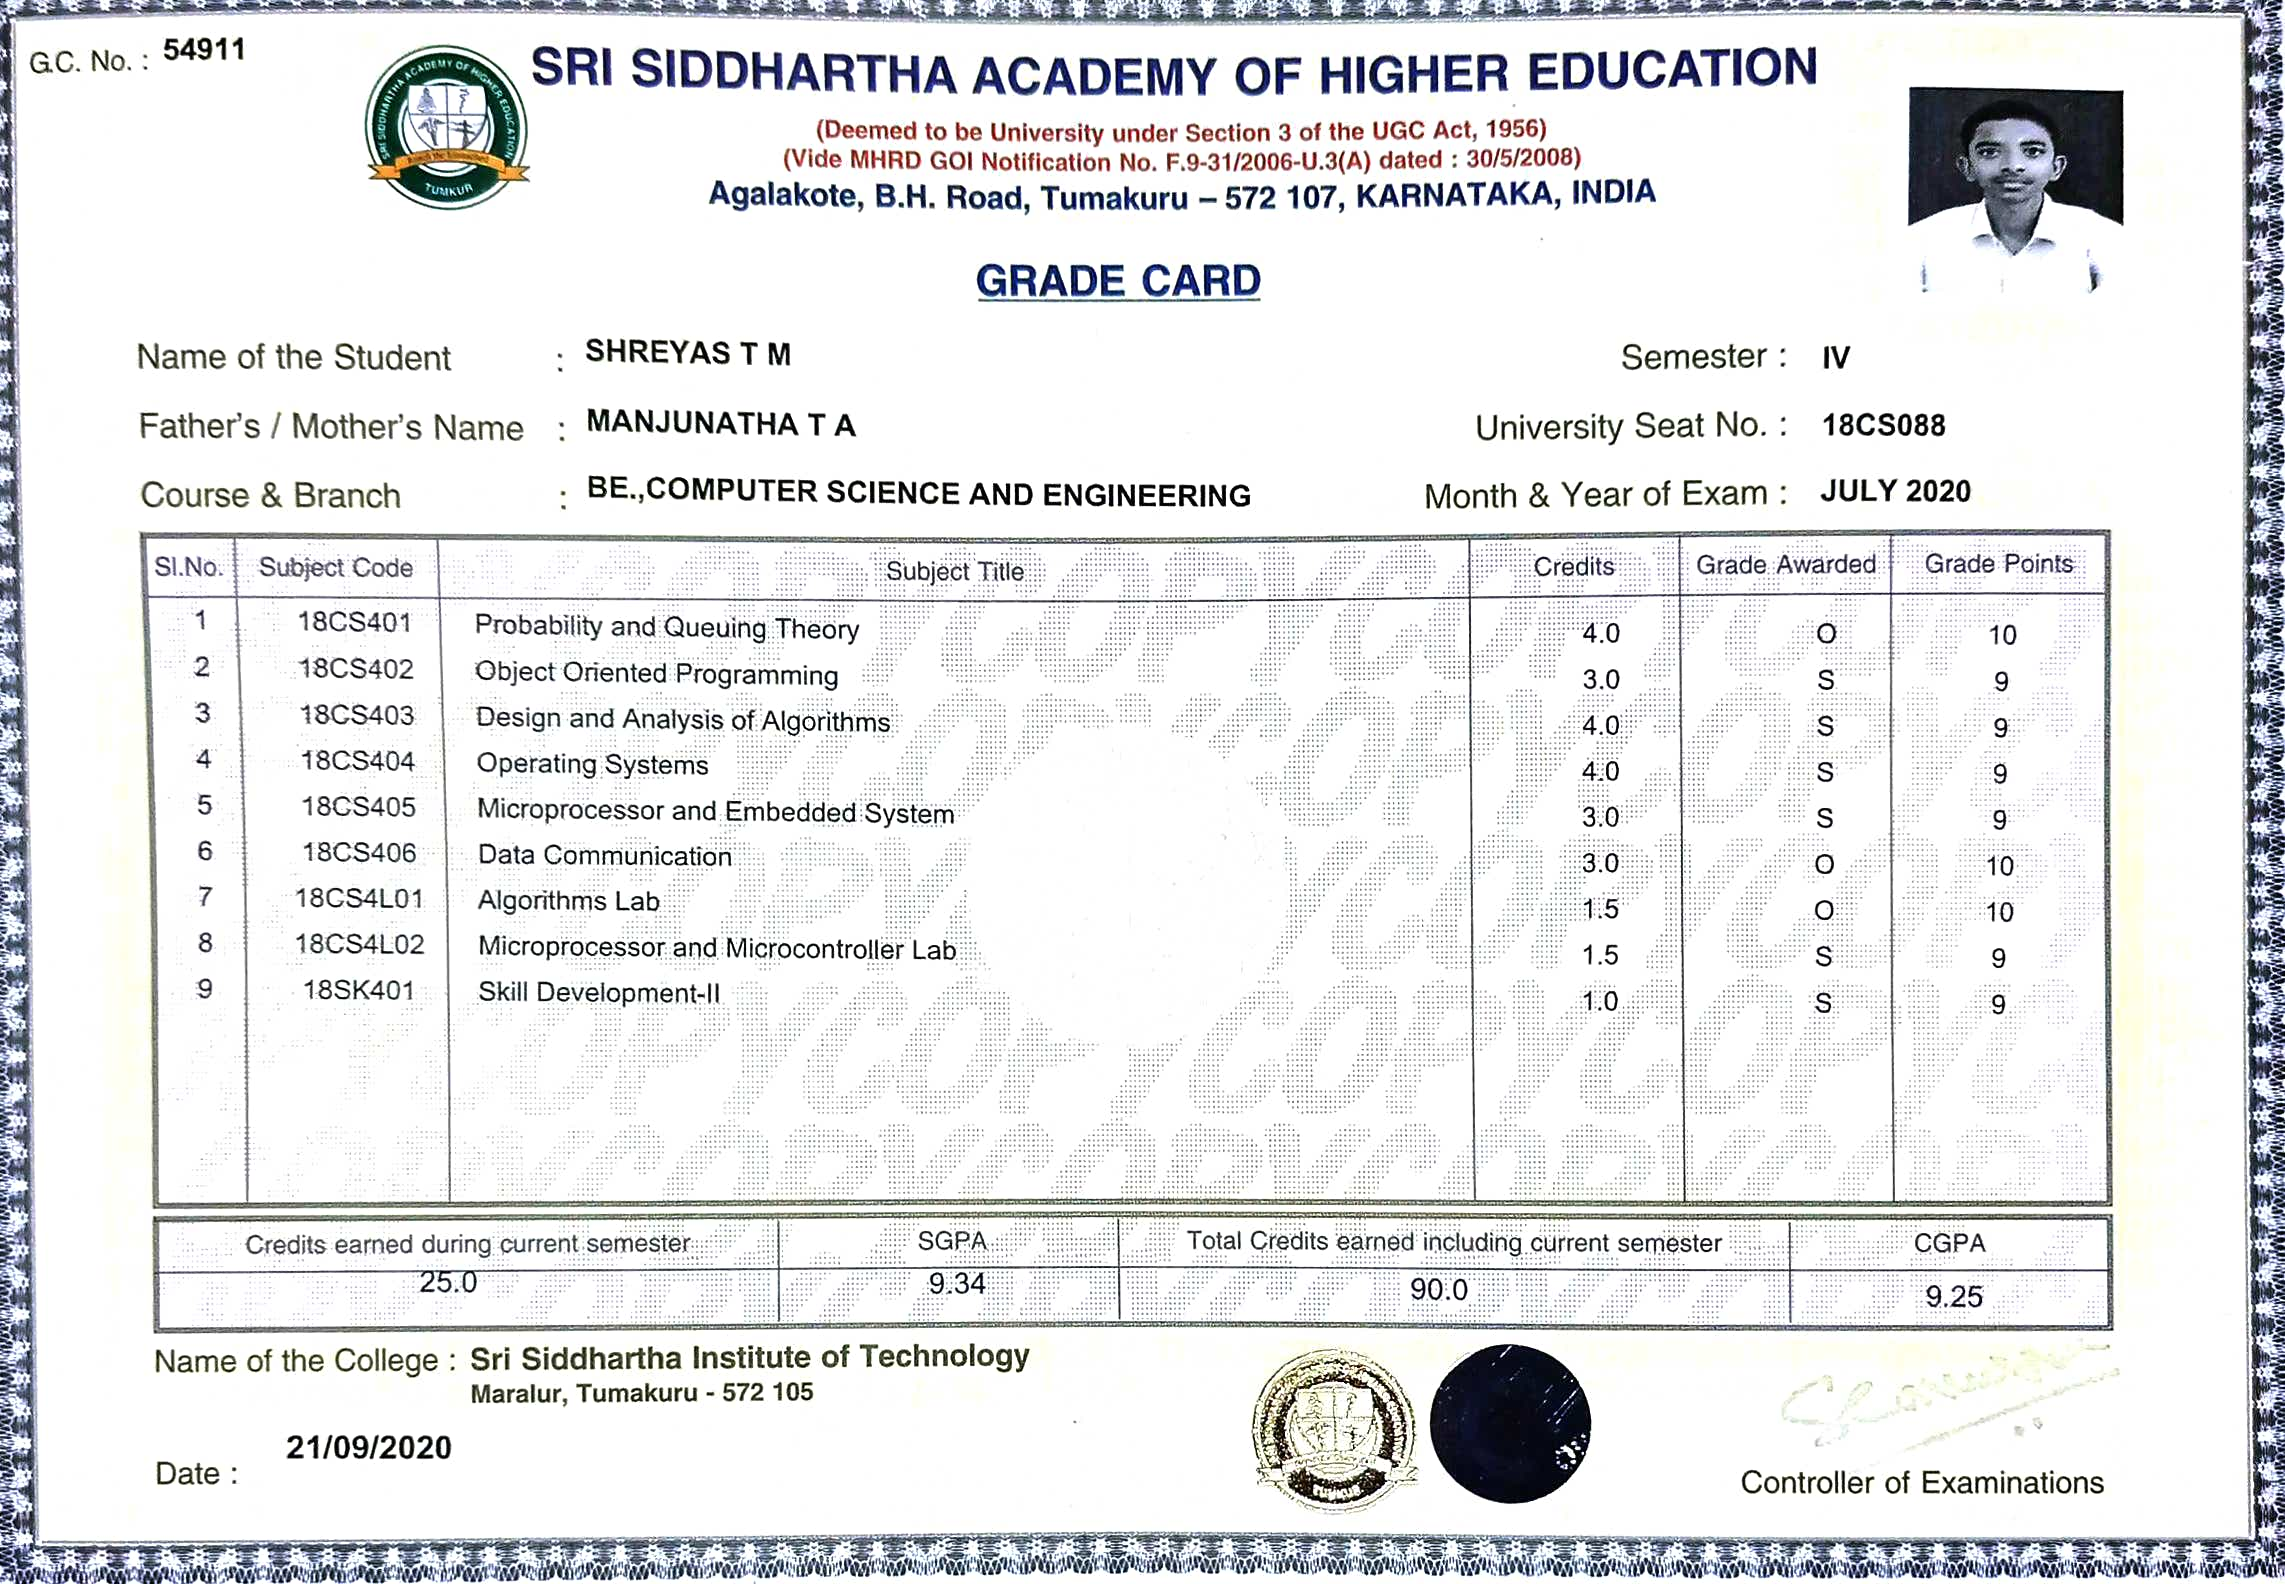 G.C. No. : 54911
SRI SIDDHARTHA ACADEMY OF HIGHER EDUCATION
TUMKUR
SRI SIDDHARTHA ACADEMY OF HIGHER EDUCATION
(Deemed to be University under Section 3 of the UGC Act, 1956)
(Vide MHRD GOI Notification No. F.9-31/2006-U.3(A) dated : 30/5/2008)
Agalakote, B.H. Road, Tumakuru – 572 107, KARNATAKA, INDIA
GRADE CARD
Name of the Student : SHREYAS T M Semester : IV
Father's / Mother's Name : MANJUNATHA T A University Seat No. : 18CS088
Course & Branch : BE.,COMPUTER SCIENCE AND ENGINEERING Month & Year of Exam : JULY 2020
Sl.No. Subject Code Subject Title Credits Grade Awarded Grade Points
1 18CS401 Probability and Queuing Theory 4.0 O 10
2 18CS402 Object Oriented Programming 3.0 S 9
3 18CS403 Design and Analysis of Algorithms 4.0 S 9
4 18CS404 Operating Systems 4.0 S 9
5 18CS405 Microprocessor and Embedded System 3.0 S 9
6 18CS406 Data Communication 3.0 O 10
7 18CS4L01 Algorithms Lab 1.5 O 10
8 18CS4L02 Microprocessor and Microcontroller Lab 1.5 S 9
9 18SK401 Skill Development-II 1.0 S 9
Credits earned during current semester SGPA Total Credits earned including current semester CGPA
25.0 9.34 90.0 9.25
Name of the College : Sri Siddhartha Institute of Technology
Maralur, Tumakuru - 572 105
Date : 21/09/2020
TUMKUR
Controller of Examinations